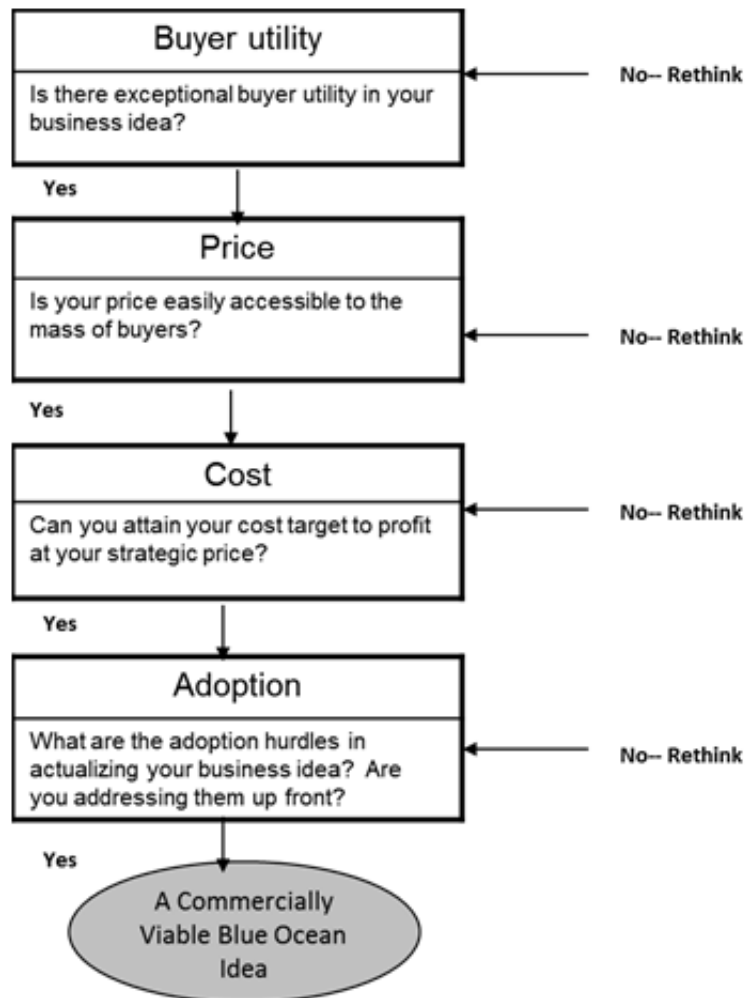 Buyer utility
Is there exceptional buyer utility in your
business idea?
No-- Rethink
Yes
Price
Is your price easily accessible to the
mass of buyers?
No-- Rethink
Yes
Cost
Can you attain your cost target to profit
at your strategic price?
No-- Rethink
Yes
Adoption
What are the adoption hurdles in
actualizing your business idea?  Are
you addressing them up front?
No-- Rethink
Yes
A Commercially
Viable Blue Ocean
Idea